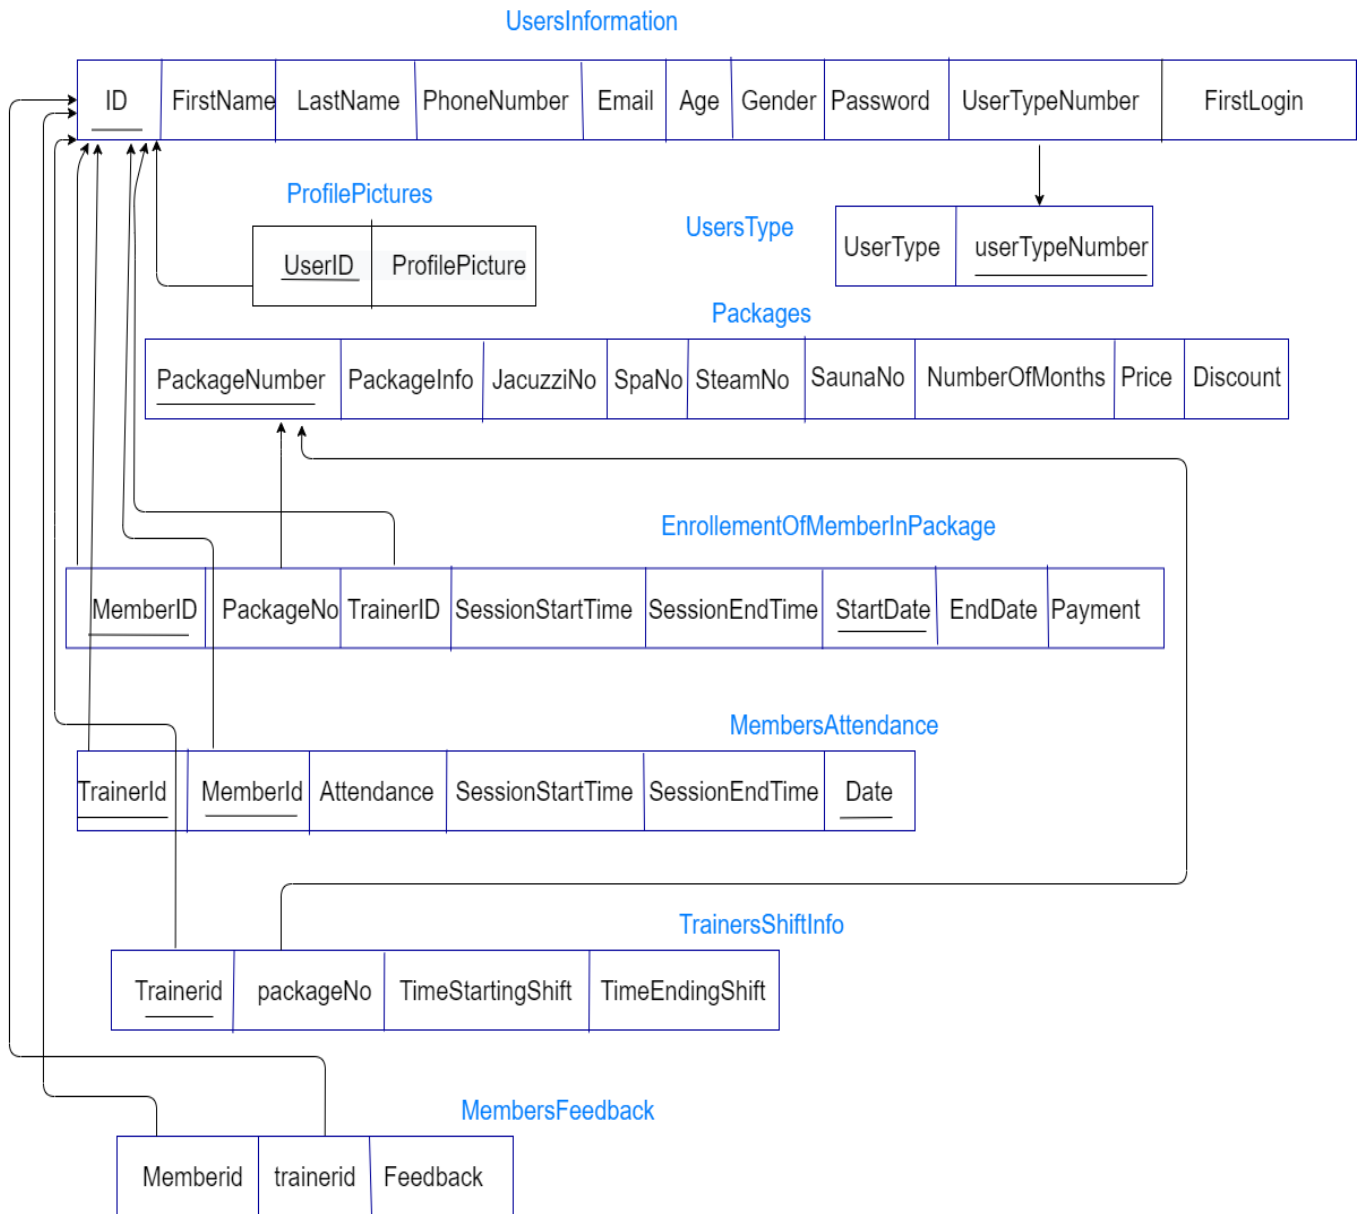 UsersInformation
ID FirstName LastName PhoneNumber Email Age Gender Password UserTypeNumber FirstLogin
ProfilePictures
UserID ProfilePicture
UsersType
UserType userTypeNumber
Packages
PackageNumber PackageInfo JacuzziNo SpaNo SteamNo SaunaNo NumberOfMonths Price Discount
EnrollementOfMemberInPackage
MemberID PackageNo TrainerID SessionStartTime SessionEndTime StartDate EndDate Payment
MembersAttendance
TrainerId MemberId Attendance SessionStartTime SessionEndTime Date
TrainersShiftInfo
Trainerid packageNo TimeStartingShift TimeEndingShift
MembersFeedback
Memberid trainerid Feedback